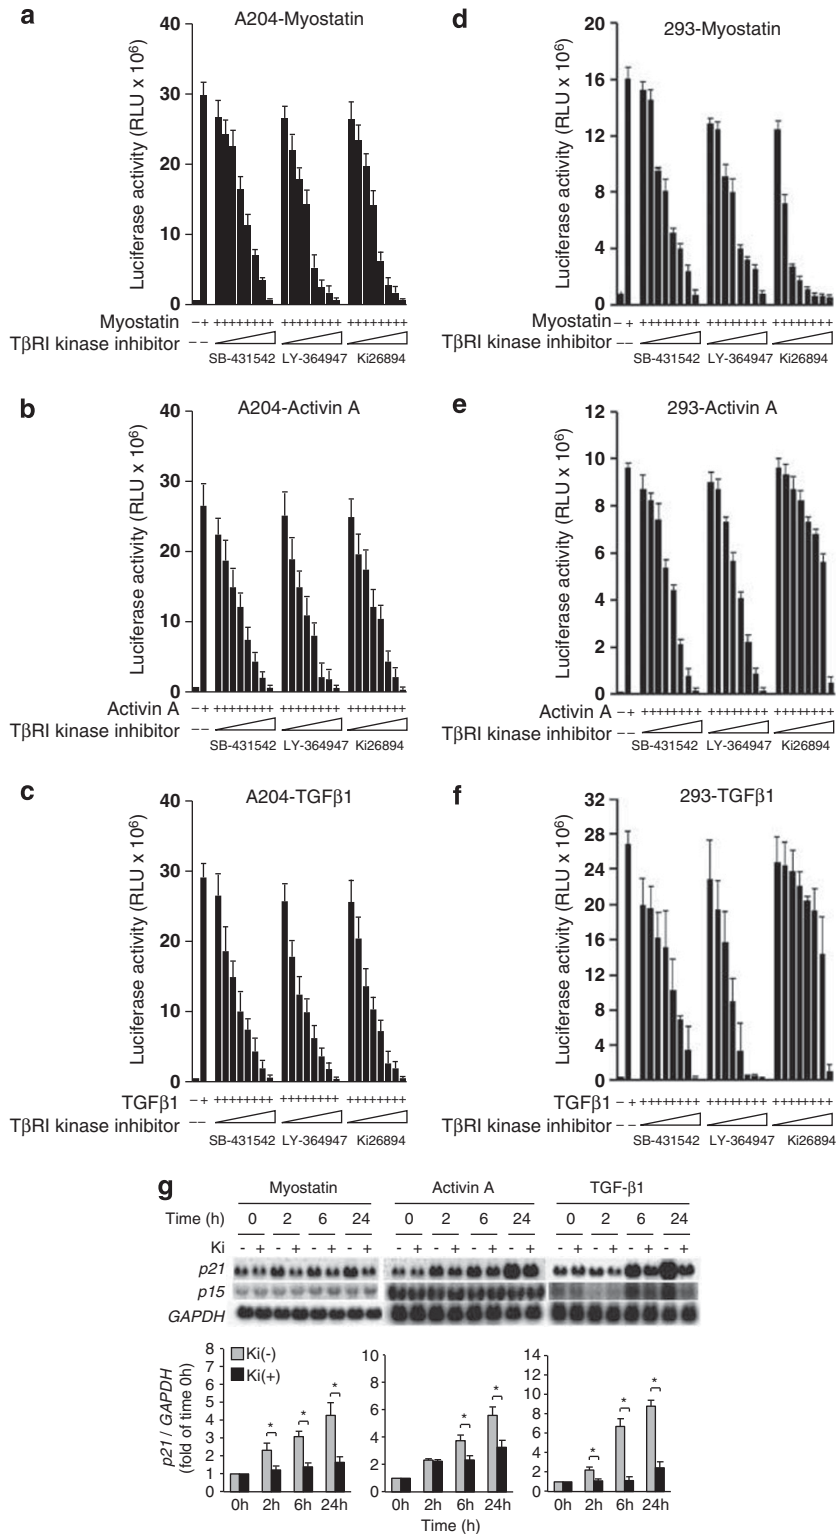 a
A204-Myostatin
Luciferase activity (RLU x 10⁶)
40
30
20
10
0
Myostatin –+ ++++++++ ++++++++ ++++++++
TβRI kinase inhibitor ––
SB-431542 LY-364947 Ki26894
d
293-Myostatin
Luciferase activity (RLU x 10⁶)
20
16
12
8
4
0
Myostatin – + ++++++++ ++++++++ ++++++++
TβRI kinase inhibitor ––
SB-431542 LY-364947 Ki26894
b
A204-Activin A
Luciferase activity (RLU x 10⁶)
40
30
20
10
0
Activin A –+ ++++++++ ++++++++ ++++++++
TβRI kinase inhibitor ––
SB-431542 LY-364947 Ki26894
e
293-Activin A
Luciferase activity (RLU x 10⁶)
12
10
8
6
4
2
0
Activin A –+ ++++++++ ++++++++ ++++++++
TβRI kinase inhibitor ––
SB-431542 LY-364947 Ki26894
c
A204-TGFβ1
Luciferase activity (RLU x 10⁶)
40
30
20
10
0
TGFβ1 –+ ++++++++ ++++++++ ++++++++
TβRI kinase inhibitor ––
SB-431542 LY-364947 Ki26894
f
293-TGFβ1
Luciferase activity (RLU x 10⁶)
32
28
24
20
16
12
8
4
0
TGFβ1 – + ++++++++ ++++++++ ++++++++
TβRI kinase inhibitor – –
SB-431542 LY-364947 Ki26894
g
Myostatin Activin A TGF-β1
Time (h) 0 2 6 24 0 2 6 24 0 2 6 24
Ki - + - + - + - + - + - + - + - + - + - + - + - +
p21
p15
GAPDH
p21 / GAPDH
(fold of time 0h)
8
7
6
5
4
3
2
1
0
Ki(-)
Ki(+)
* * *
0h 2h 6h 24h
10
8
6
4
2
0
* *
0h 2h 6h 24h
14
12
10
8
6
4
2
0
* * *
0h 2h 6h 24h
Time (h)